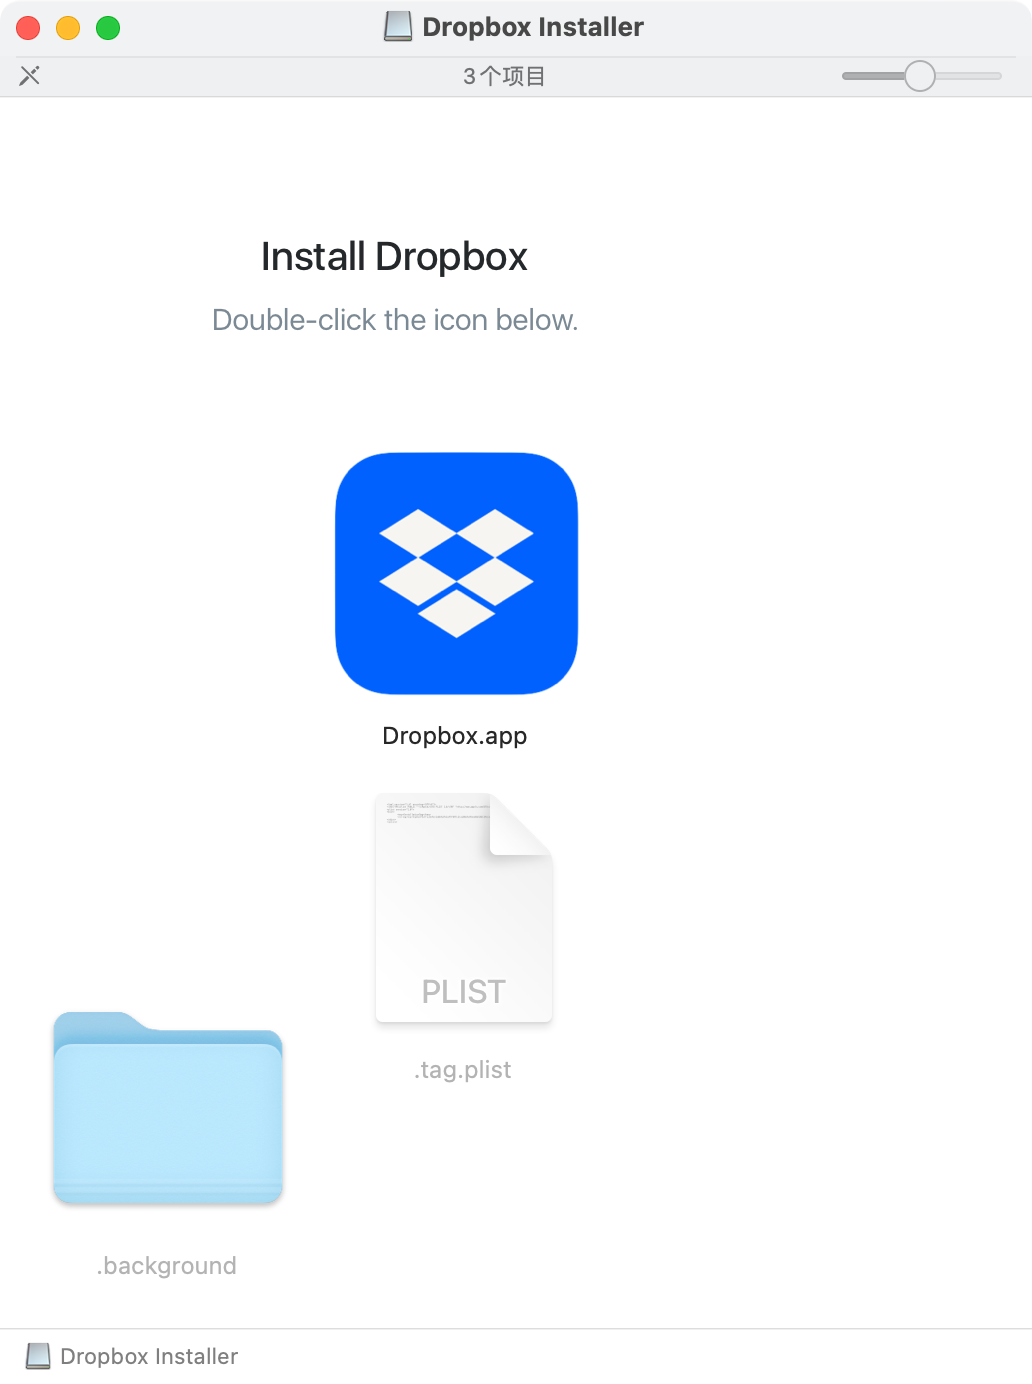 Dropbox Installer
3个项目
Install Dropbox
Double-click the icon below.
Dropbox.app
PLIST
.tag.plist
.background
Dropbox Installer